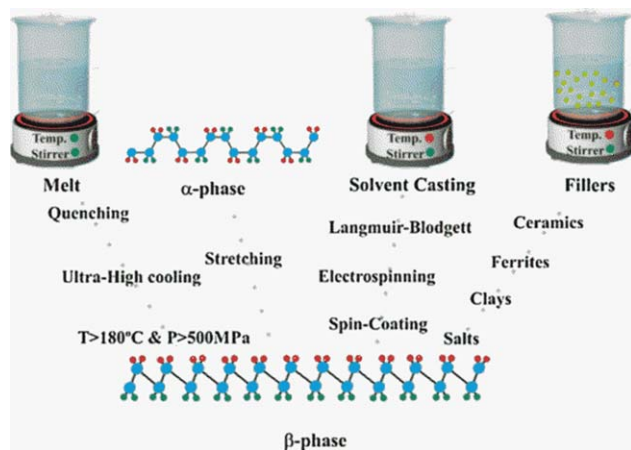 Temp.
Stirrer
Temp.
Stirrer
Temp.
Stirrer
Melt
α-phase
Solvent Casting
Fillers
Quenching
Langmuir-Blodgett
Ceramics
Stretching
Ferrites
Ultra-High cooling
Electrospinning
Clays
Spin-Coating
T>180°C & P>500MPa
Salts
β-phase